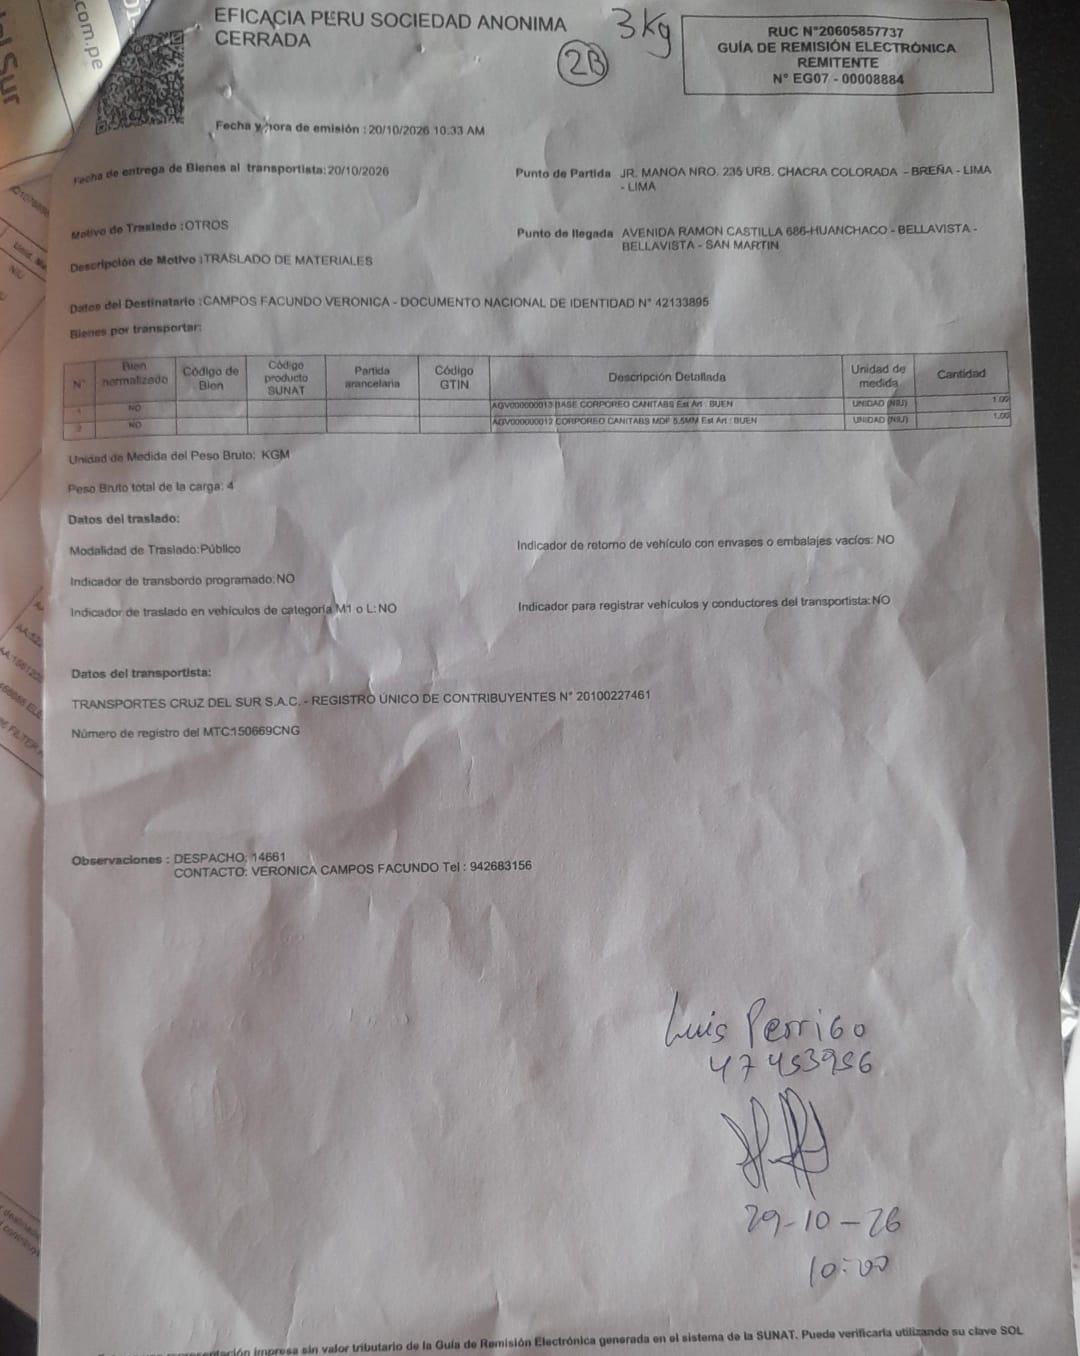 EFICACIA PERU SOCIEDAD ANONIMA
CERRADA
3Kg
2B
RUC N°20605857737
GUÍA DE REMISIÓN ELECTRÓNICA
REMITENTE
N° EG07 - 00008884
Fecha y hora de emisión : 20/10/2026 10:33 AM
Fecha de entrega de Bienes al transportista: 20/10/2026
Punto de Partida JR. MANOA NRO. 235 URB. CHACRA COLORADA - BREÑA - LIMA
- LIMA
Motivo de Traslado :OTROS
Punto de llegada AVENIDA RAMON CASTILLA 686-HUANCHACO - BELLAVISTA -
BELLAVISTA - SAN MARTIN
Descripción de Motivo :TRASLADO DE MATERIALES
Datos del Destinatario :CAMPOS FACUNDO VERONICA - DOCUMENTO NACIONAL DE IDENTIDAD N° 42133895
Bienes por transportar:
N° Bien normalizado Código de Bien Código producto SUNAT Partida arancelaria Código GTIN Descripción Detallada Unidad de medida Cantidad
1 NO AGV000000013 BASE CORPOREO CANITABS Est Art : BUEN UNIDAD (NIU) 1.00
2 NO AGV000000012 CORPOREO CANITABS MDF 5.5MM Est Art : BUEN UNIDAD (NIU) 1.00
Unidad de Medida del Peso Bruto: KGM
Peso Bruto total de la carga: 4
Datos del traslado:
Modalidad de Traslado:Público
Indicador de retorno de vehículo con envases o embalajes vacíos: NO
Indicador de transbordo programado:NO
Indicador de traslado en vehículos de categoría M1 o L:NO
Indicador para registrar vehículos y conductores del transportista:NO
Datos del transportista:
TRANSPORTES CRUZ DEL SUR S.A.C. - REGISTRO ÚNICO DE CONTRIBUYENTES N° 20100227461
Número de registro del MTC:150669CNG
Observaciones : DESPACHO: 14661
CONTACTO: VERONICA CAMPOS FACUNDO Tel : 942683156
Luis Perrigo
47453956
29-10-26
10:00
representación impresa sin valor tributario de la Guía de Remisión Electrónica generada en el sistema de la SUNAT. Puede verificarla utilizando su clave SOL